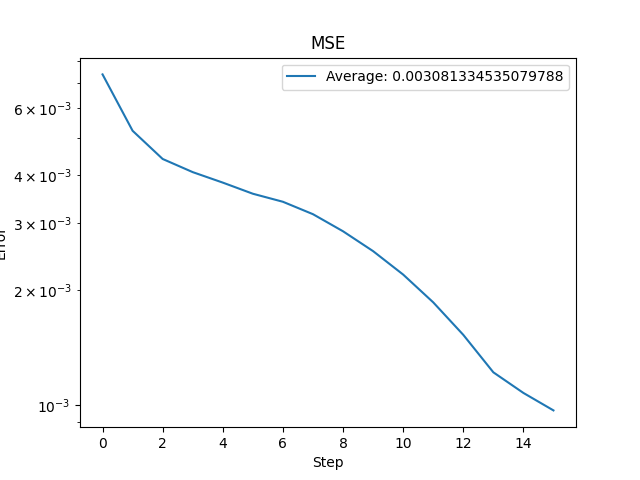 MSE
Average: 0.003081334535079788
6 × 10⁻³
4 × 10⁻³
3 × 10⁻³
2 × 10⁻³
10⁻³
Error
0 2 4 6 8 10 12 14
Step